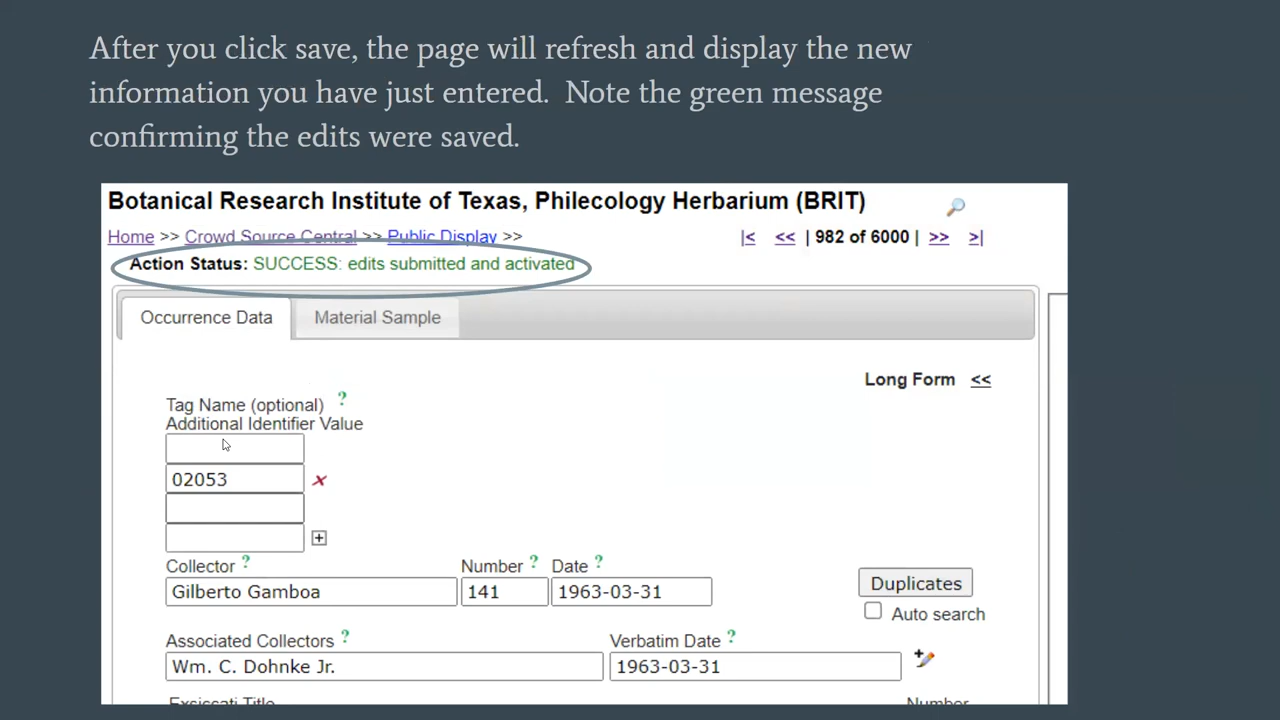 After you click save, the page will refresh and display the new
information you have just entered. Note the green message
confirming the edits were saved.
Botanical Research Institute of Texas, Philecology Herbarium (BRIT)
Home >> Crowd Source Central >> Public Display >> |< << | 982 of 6000 | >> >|
Action Status: SUCCESS: edits submitted and activated
Occurrence Data Material Sample
Long Form <<
Tag Name (optional) ?
Additional Identifier Value
02053 x
+
Collector ? Number ? Date ?
Gilberto Gamboa 141 1963-03-31 Duplicates
Auto search
Associated Collectors ? Verbatim Date ?
Wm. C. Dohnke Jr. 1963-03-31
Exsiccati Title Number